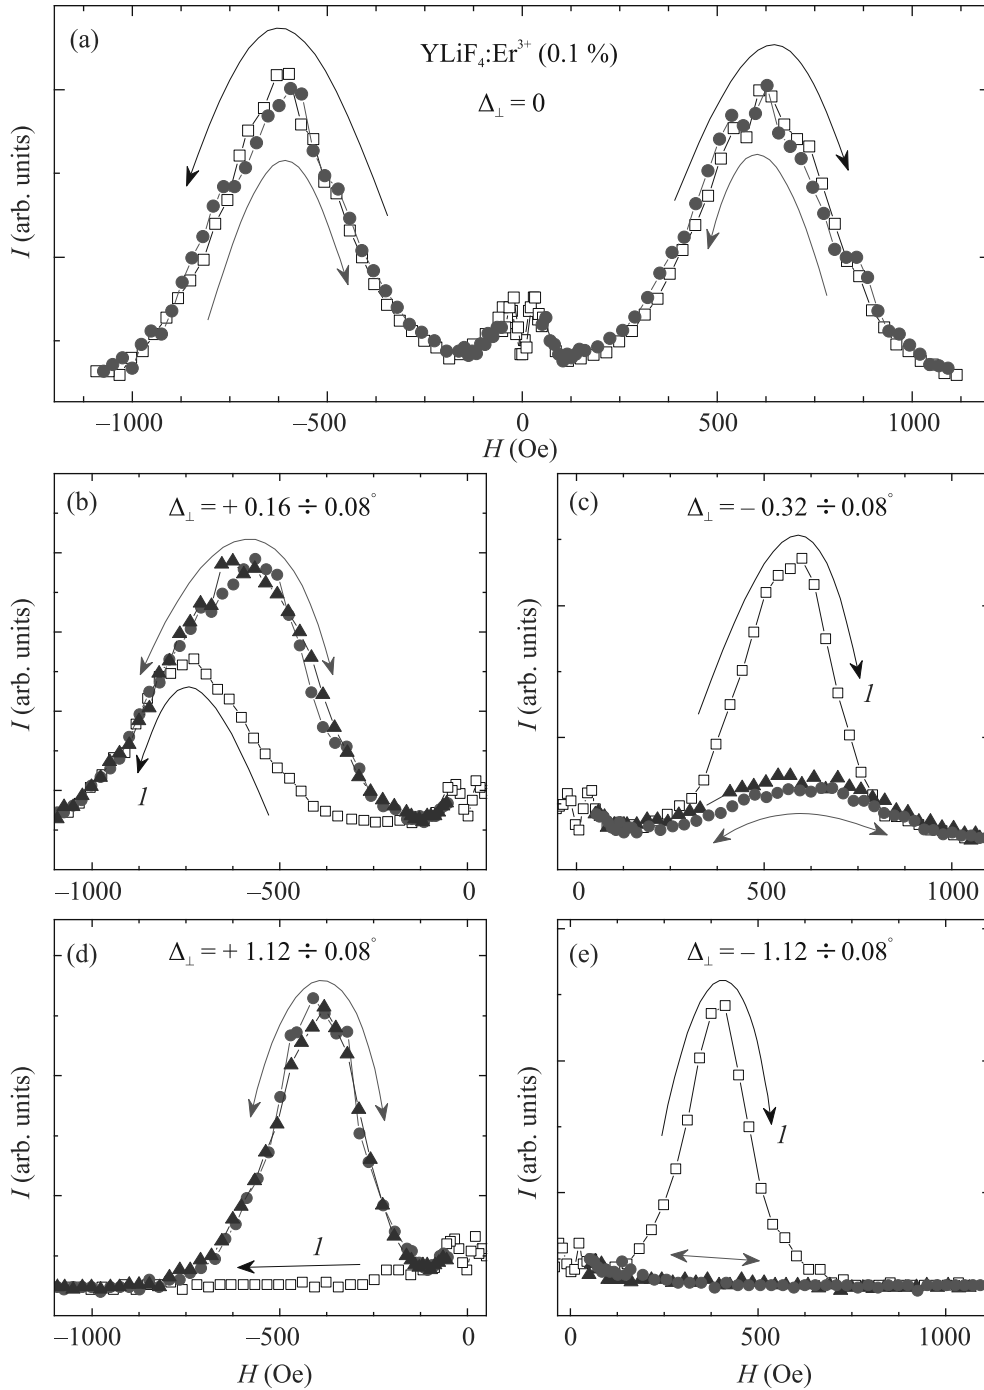 (a)
YLiF₄:Er³⁺ (0.1 %)
Δ⊥ = 0
I (arb. units)
–1000 –500 0 500 1000
H (Oe)
(b)
Δ⊥ = + 0.16 ÷ 0.08°
I (arb. units)
1
–1000 –500 0
(c)
Δ⊥ = – 0.32 ÷ 0.08°
I (arb. units)
1
0 500 1000
(d)
Δ⊥ = + 1.12 ÷ 0.08°
I (arb. units)
1
–1000 –500 0
H (Oe)
(e)
Δ⊥ = – 1.12 ÷ 0.08°
I (arb. units)
1
0 500 1000
H (Oe)